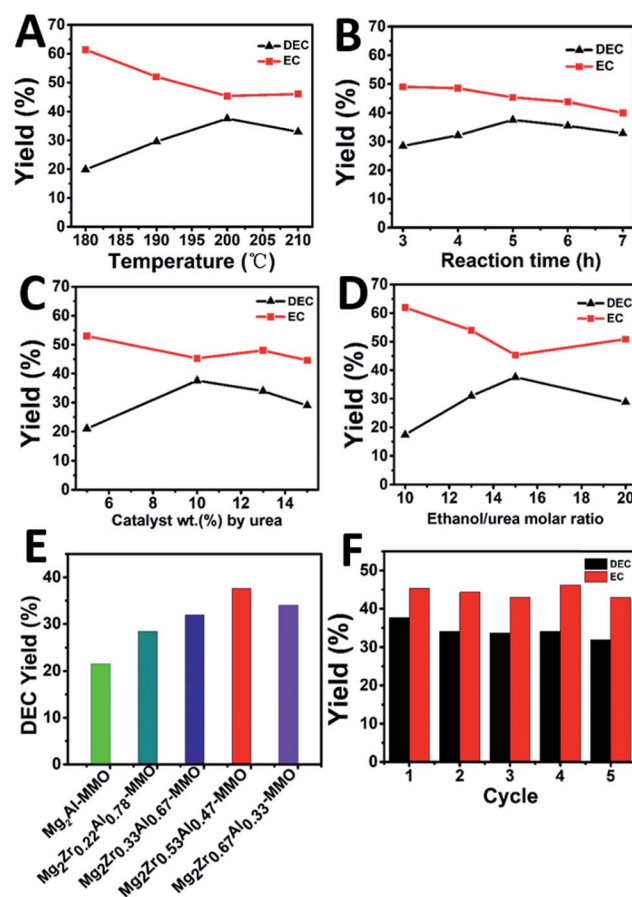 A
DEC
EC
Yield (%)
70
60
50
40
30
20
10
0
180 185 190 195 200 205 210
Temperature (℃)
B
DEC
EC
Yield (%)
70
60
50
40
30
20
10
0
3 4 5 6 7
Reaction time (h)
C
DEC
EC
Yield (%)
70
60
50
40
30
20
10
0
6 8 10 12 14
Catalyst wt.(%) by urea
D
DEC
EC
Yield (%)
70
60
50
40
30
20
10
0
10 12 14 16 18 20
Ethanol/urea molar ratio
E
DEC Yield (%)
40
30
20
10
0
Mg2Al-MMO
Mg2Zr0.22Al0.78-MMO
Mg2Zr0.33Al0.67-MMO
Mg2Zr0.53Al0.47-MMO
Mg2Zr0.67Al0.33-MMO
F
DEC
EC
Yield (%)
50
40
30
20
10
0
1 2 3 4 5
Cycle